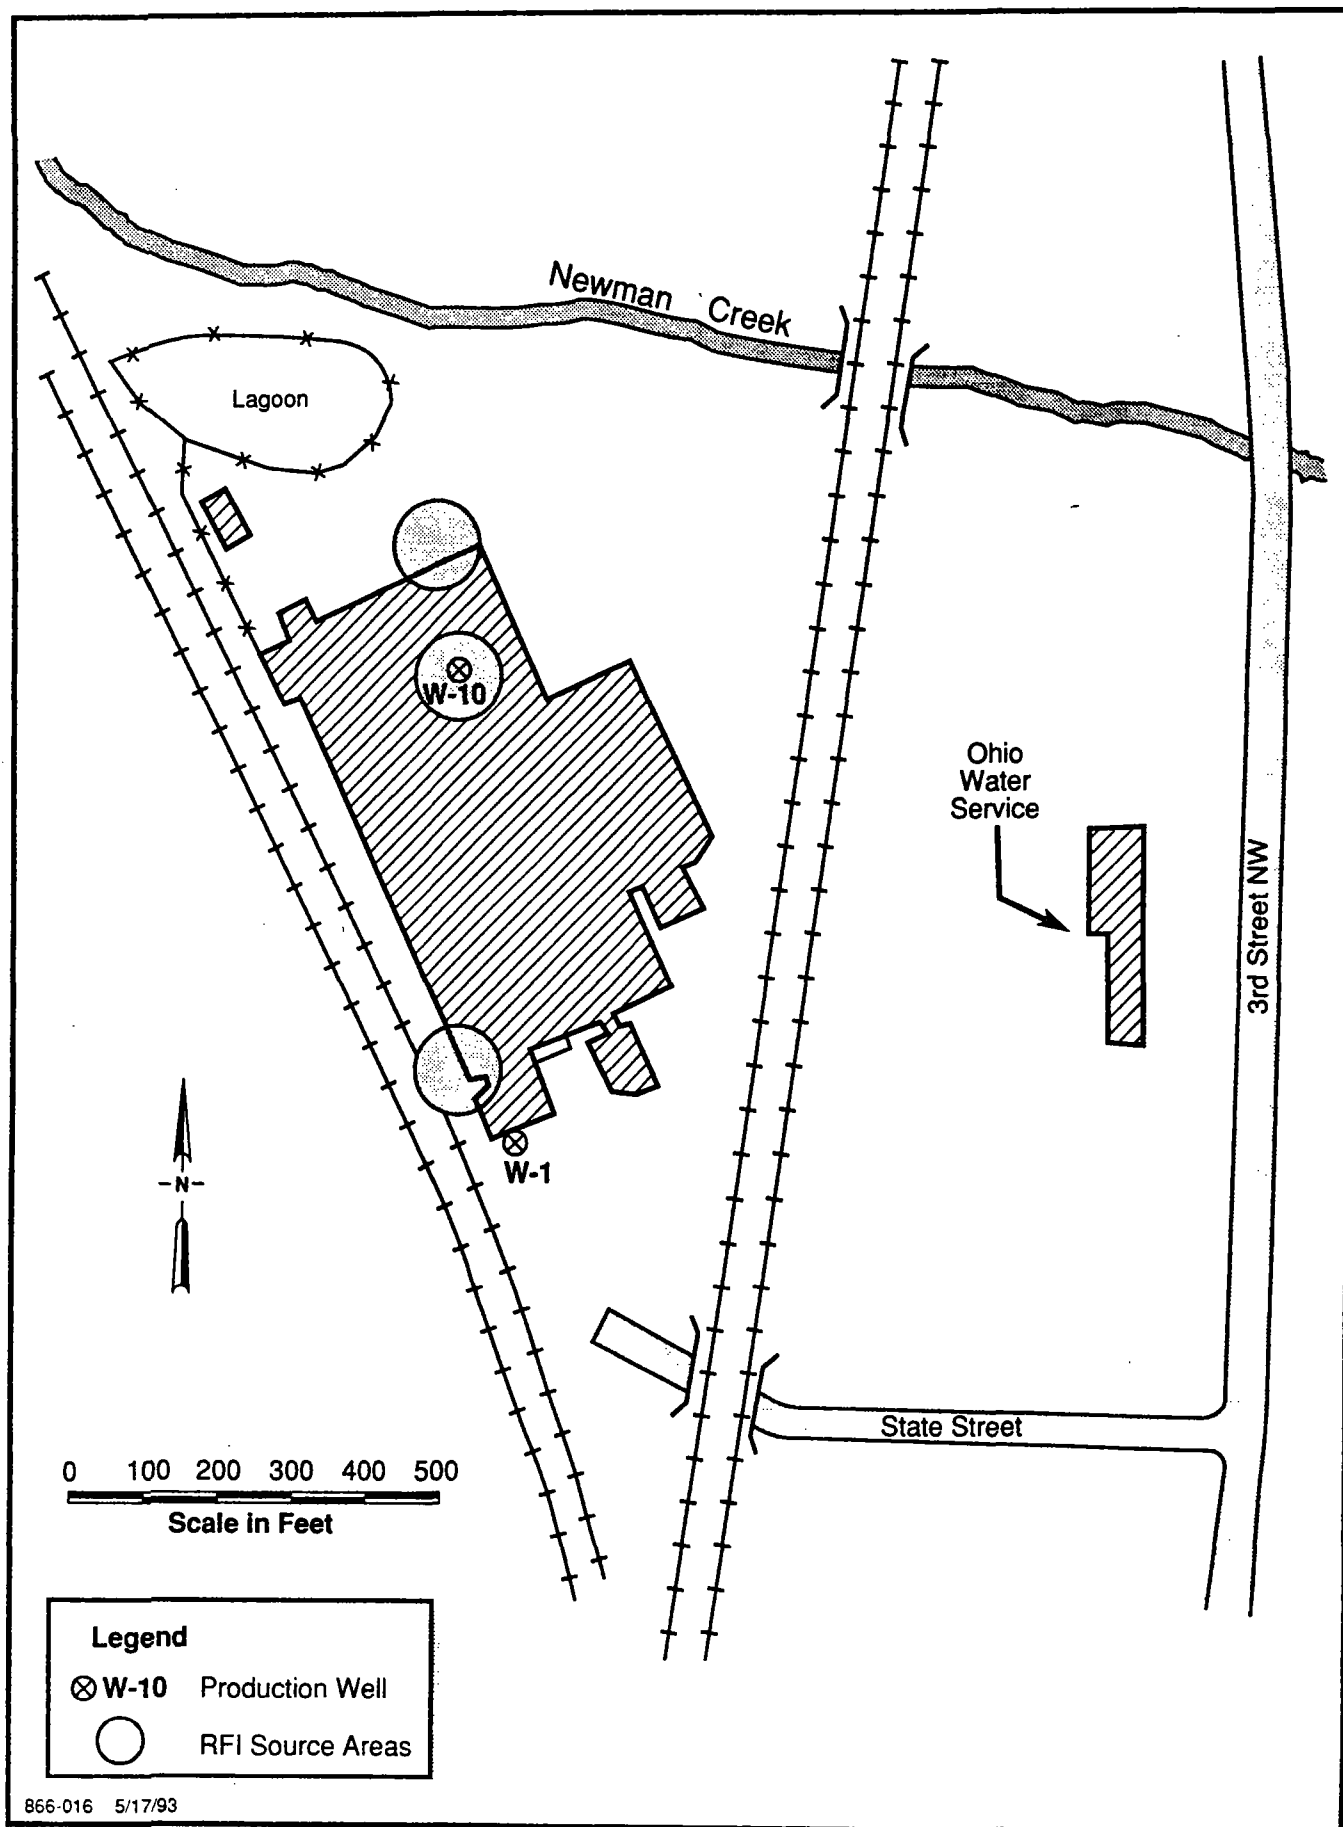 Newman Creek
Lagoon
W-10
Ohio
Water
Service
3rd Street NW
W-1
N
State Street
0 100 200 300 400 500
Scale in Feet
Legend
W-10 Production Well
RFI Source Areas
866-016 5/17/93